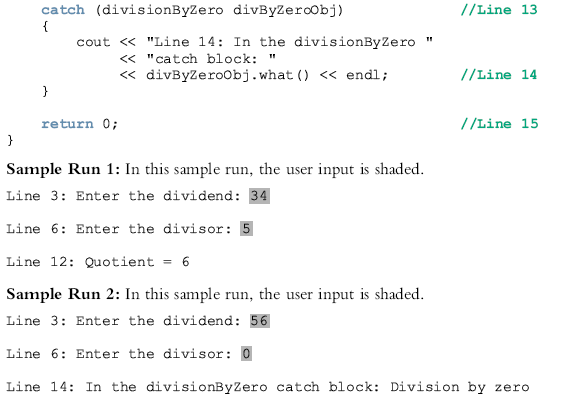 catch (divisionByZero divByZeroObj) //Line 13
{
cout << "Line 14: In the divisionByZero "
<< "catch block: "
<< divByZeroObj.what() << endl; //Line 14
}
return 0; //Line 15
}
Sample Run 1: In this sample run, the user input is shaded.
Line 3: Enter the dividend: 34
Line 6: Enter the divisor: 5
Line 12: Quotient = 6
Sample Run 2: In this sample run, the user input is shaded.
Line 3: Enter the dividend: 56
Line 6: Enter the divisor: 0
Line 14: In the divisionByZero catch block: Division by zero